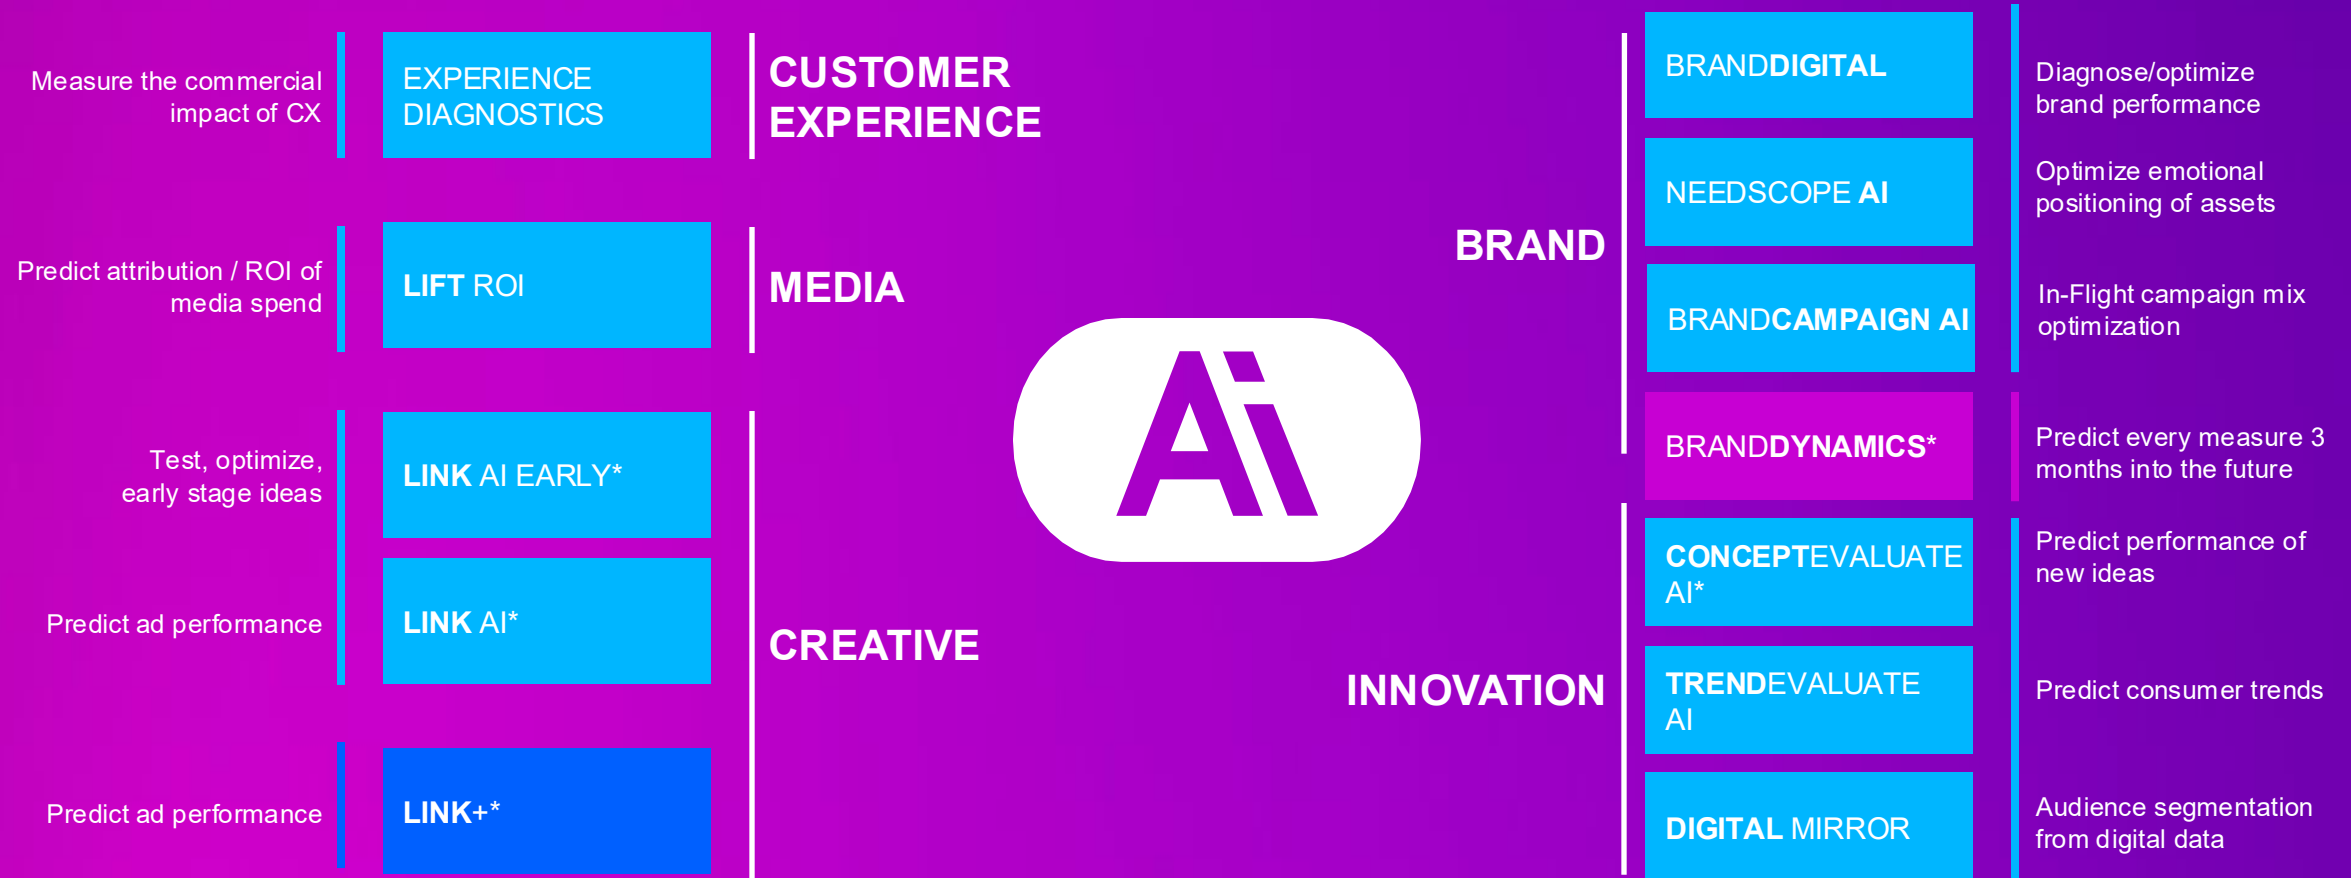 Measure the commercial
impact of CX
EXPERIENCE
DIAGNOSTICS
CUSTOMER
EXPERIENCE
Predict attribution / ROI of
media spend
LIFT ROI
MEDIA
Test, optimize,
early stage ideas
LINK AI EARLY*
Predict ad performance
LINK AI*
CREATIVE
Predict ad performance
LINK+*
Ai
BRAND
BRANDDIGITAL
Diagnose/optimize
brand performance
NEEDSCOPE AI
Optimize emotional
positioning of assets
BRANDCAMPAIGN AI
In-Flight campaign mix
optimization
BRANDDYNAMICS*
Predict every measure 3
months into the future
INNOVATION
CONCEPTEVALUATE
AI*
Predict performance of
new ideas
TRENDEVALUATE
AI
Predict consumer trends
DIGITAL MIRROR
Audience segmentation
from digital data